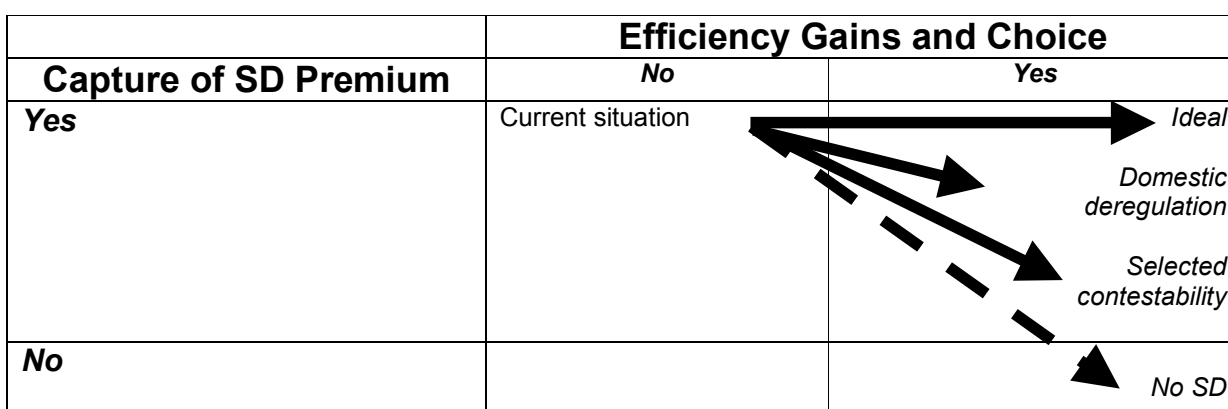 Efficiency Gains and Choice
Capture of SD Premium
No
Yes
Yes
Current situation
Ideal
Domestic
deregulation
Selected
contestability
No
No SD